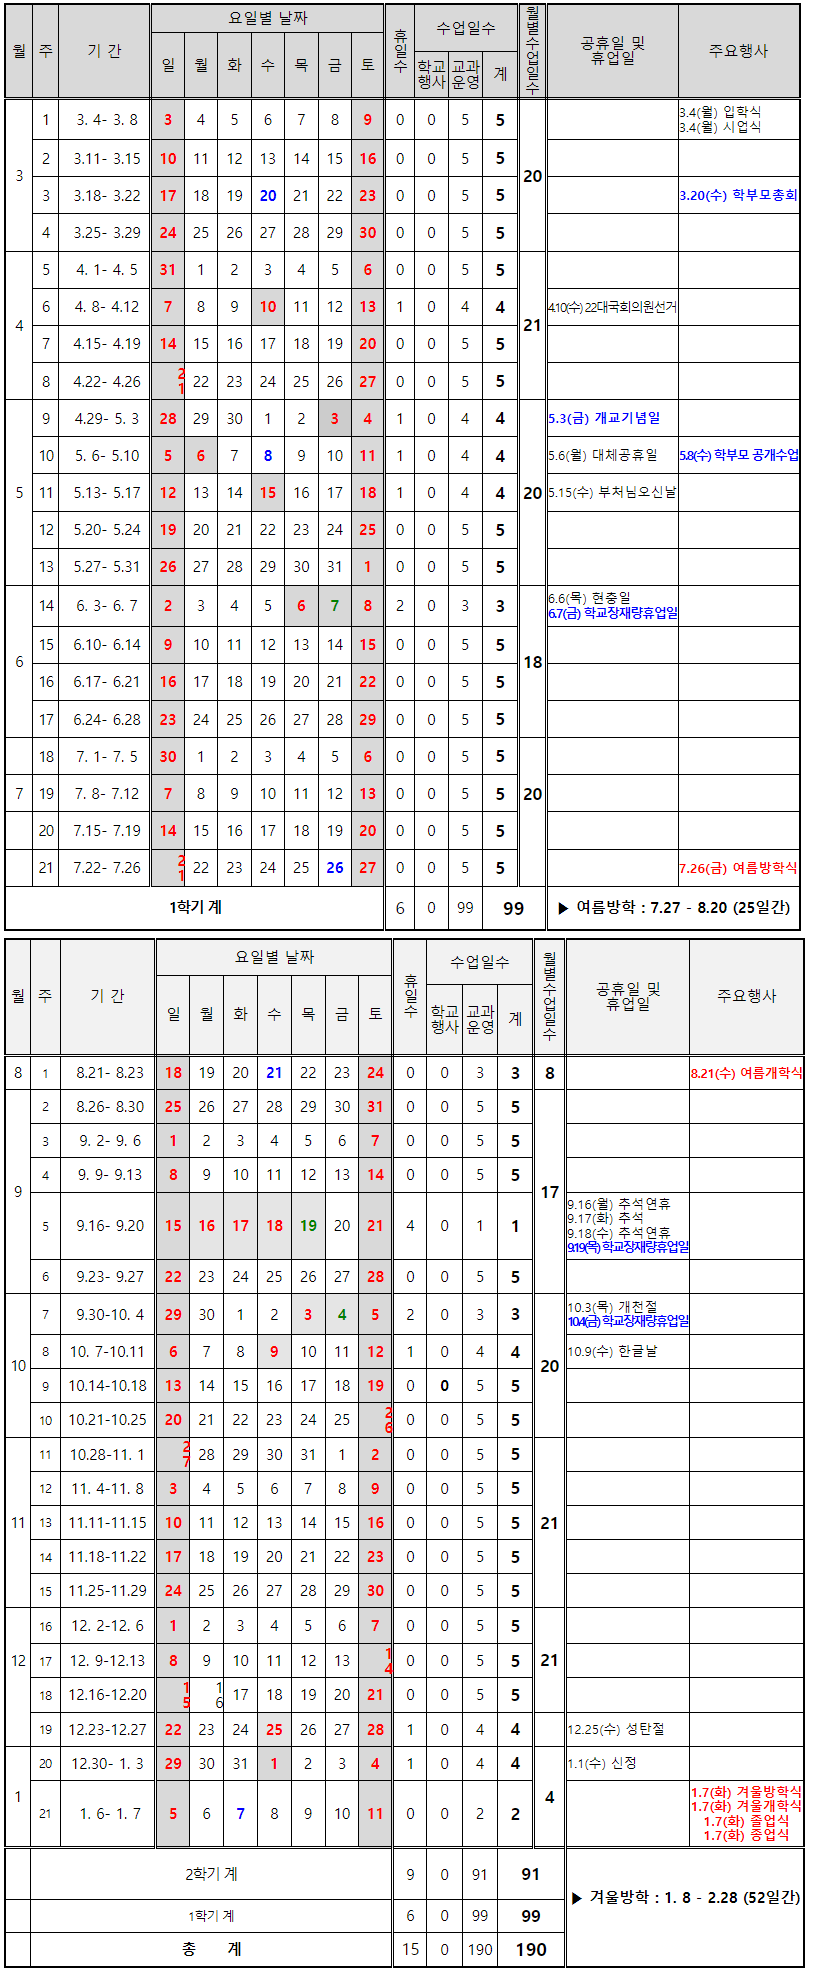 월 주 기 간 요일별 날짜 휴일수 수업일수 월별수업일수 공휴일 및 휴업일 주요행사
일 월 화 수 목 금 토 학교행사 교과운영 계
3 1 3. 4- 3. 8 3 4 5 6 7 8 9 0 0 5 5 20 3.4(월) 입학식
3.4(월) 시업식
2 3.11- 3.15 10 11 12 13 14 15 16 0 0 5 5
3 3.18- 3.22 17 18 19 20 21 22 23 0 0 5 5 3.20(수) 학부모총회
4 3.25- 3.29 24 25 26 27 28 29 30 0 0 5 5
4 5 4. 1- 4. 5 31 1 2 3 4 5 6 0 0 5 5 21
6 4. 8- 4.12 7 8 9 10 11 12 13 1 0 4 4 4.10(수) 22대국회의원선거
7 4.15- 4.19 14 15 16 17 18 19 20 0 0 5 5
8 4.22- 4.26 21 22 23 24 25 26 27 0 0 5 5
5 9 4.29- 5. 3 28 29 30 1 2 3 4 1 0 4 4 20 5.3(금) 개교기념일
10 5. 6- 5.10 5 6 7 8 9 10 11 1 0 4 4 5.6(월) 대체공휴일 5.8(수) 학부모 공개수업
11 5.13- 5.17 12 13 14 15 16 17 18 1 0 4 4 5.15(수) 부처님오신날
12 5.20- 5.24 19 20 21 22 23 24 25 0 0 5 5
13 5.27- 5.31 26 27 28 29 30 31 1 0 0 5 5
6 14 6. 3- 6. 7 2 3 4 5 6 7 8 2 0 3 3 18 6.6(목) 현충일
6.7(금) 학교장재량휴업일
15 6.10- 6.14 9 10 11 12 13 14 15 0 0 5 5
16 6.17- 6.21 16 17 18 19 20 21 22 0 0 5 5
17 6.24- 6.28 23 24 25 26 27 28 29 0 0 5 5
18 7. 1- 7. 5 30 1 2 3 4 5 6 0 0 5 5
7 19 7. 8- 7.12 7 8 9 10 11 12 13 0 0 5 5 20
20 7.15- 7.19 14 15 16 17 18 19 20 0 0 5 5
21 7.22- 7.26 21 22 23 24 25 26 27 0 0 5 5 7.26(금) 여름방학식
1학기 계 6 0 99 99 ▶ 여름방학 : 7.27 - 8.20 (25일간)
월 주 기 간 요일별 날짜 휴일수 수업일수 월별수업일수 공휴일 및 휴업일 주요행사
일 월 화 수 목 금 토 학교행사 교과운영 계
8 1 8.21- 8.23 18 19 20 21 22 23 24 0 0 3 3 8 8.21(수) 여름개학식
2 8.26- 8.30 25 26 27 28 29 30 31 0 0 5 5
3 9. 2- 9. 6 1 2 3 4 5 6 7 0 0 5 5
4 9. 9- 9.13 8 9 10 11 12 13 14 0 0 5 5
9 5 9.16- 9.20 15 16 17 18 19 20 21 4 0 1 1 17 9.16(월) 추석연휴
9.17(화) 추석
9.18(수) 추석연휴
9.19(목) 학교장재량휴업일
6 9.23- 9.27 22 23 24 25 26 27 28 0 0 5 5
10 7 9.30-10. 4 29 30 1 2 3 4 5 2 0 3 3 20 10.3(목) 개천절
10.4(금) 학교장재량휴업일
8 10. 7-10.11 6 7 8 9 10 11 12 1 0 4 4 10.9(수) 한글날
9 10.14-10.18 13 14 15 16 17 18 19 0 0 5 5
10 10.21-10.25 20 21 22 23 24 25 26 0 0 5 5
11 10.28-11. 1 27 28 29 30 31 1 2 0 0 5 5
12 11. 4-11. 8 3 4 5 6 7 8 9 0 0 5 5
11 13 11.11-11.15 10 11 12 13 14 15 16 0 0 5 5 21
14 11.18-11.22 17 18 19 20 21 22 23 0 0 5 5
15 11.25-11.29 24 25 26 27 28 29 30 0 0 5 5
16 12. 2-12. 6 1 2 3 4 5 6 7 0 0 5 5
12 17 12. 9-12.13 8 9 10 11 12 13 14 0 0 5 5 21
18 12.16-12.20 15 16 17 18 19 20 21 0 0 5 5
19 12.23-12.27 22 23 24 25 26 27 28 1 0 4 4 12.25(수) 성탄절
1 20 12.30- 1. 3 29 30 31 1 2 3 4 1 0 4 4 4 1.1(수) 신정
21 1. 6- 1. 7 5 6 7 8 9 10 11 0 0 2 2 1.7(화) 겨울방학식
1.7(화) 겨울개학식
1.7(화) 졸업식
1.7(화) 종업식
2학기 계 9 0 91 91 ▶ 겨울방학 : 1. 8 - 2.28 (52일간)
1학기 계 6 0 99 99
총 계 15 0 190 190